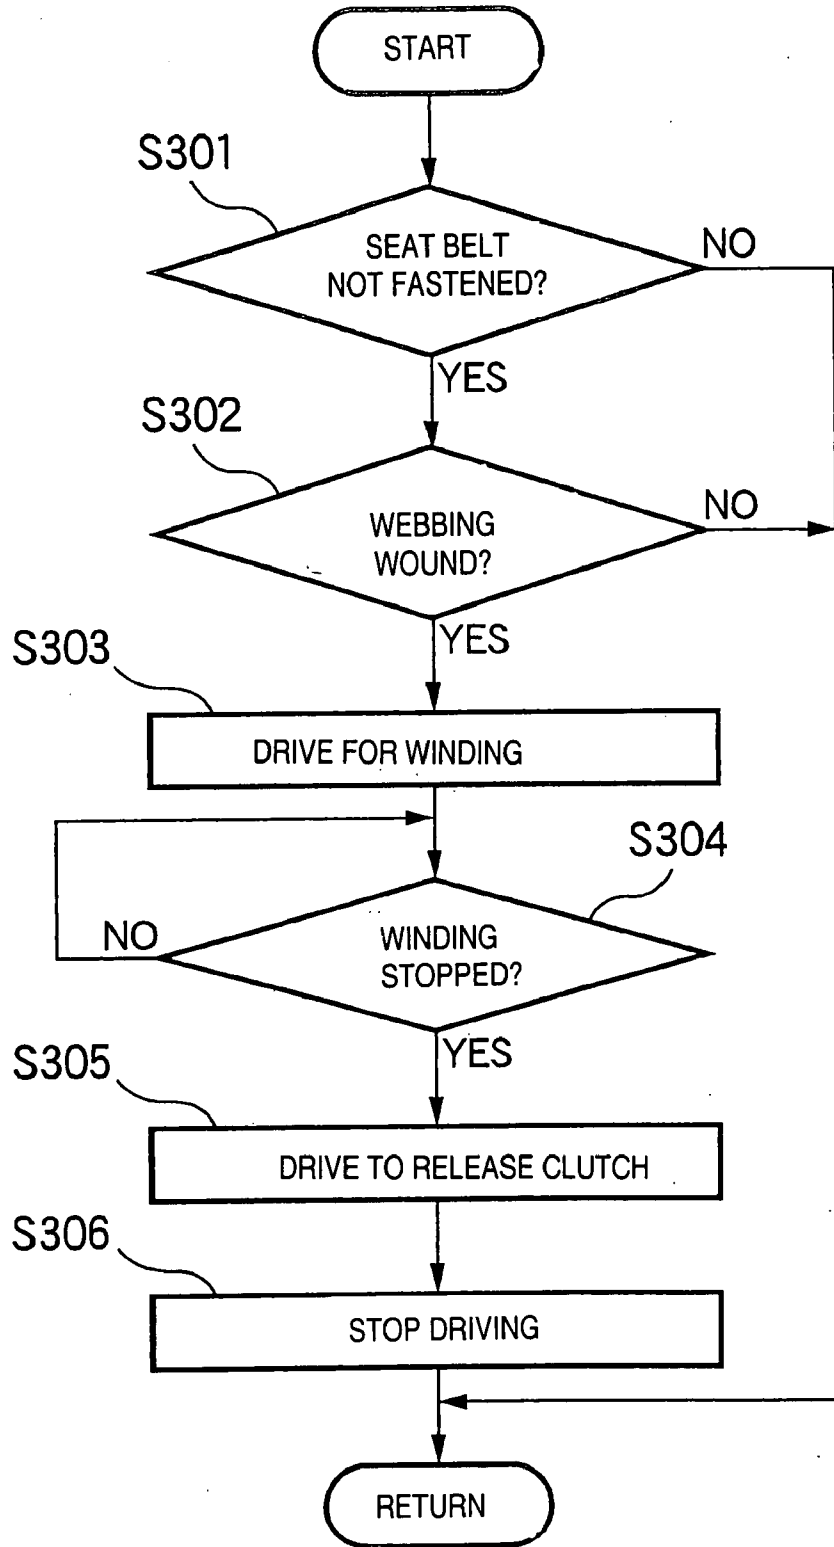 START
S301
SEAT BELT
NOT FASTENED?
NO
YES
S302
WEBBING
WOUND?
NO
YES
S303
DRIVE FOR WINDING
S304
WINDING
STOPPED?
NO
YES
S305
DRIVE TO RELEASE CLUTCH
S306
STOP DRIVING
RETURN